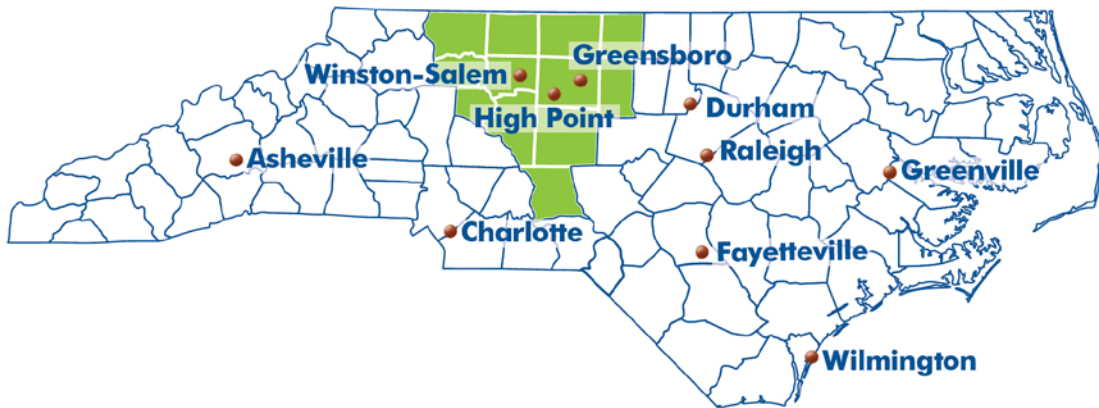 Greensboro
Winston-Salem
High Point
Durham
Raleigh
Asheville
Greenville
Charlotte
Fayetteville
Wilmington